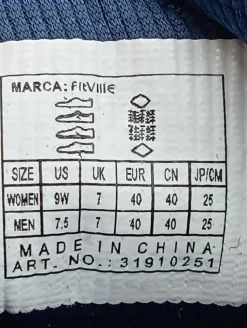 MARCA: FitVille
SIZE US UK EUR CN JP/CM
WOMEN 9W 7 40 40 25
MEN 7.5 7 40 40 25
MADE IN CHINA
ART. NO.: 31910251